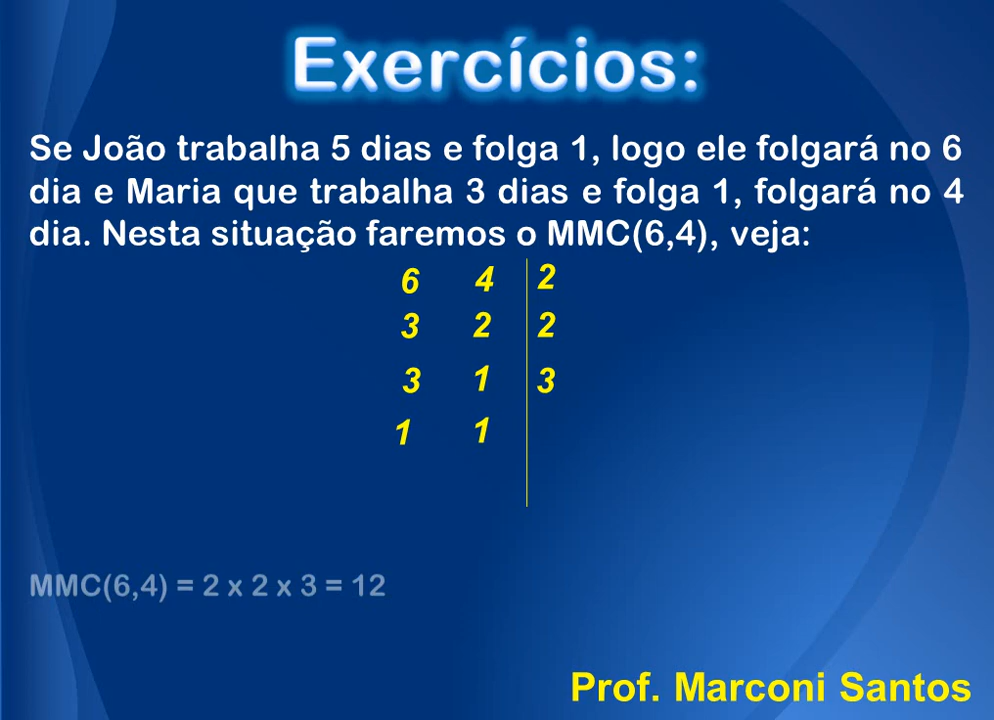 Exercícios:
Se João trabalha 5 dias e folga 1, logo ele folgará no 6
dia e Maria que trabalha 3 dias e folga 1, folgará no 4
dia. Nesta situação faremos o MMC(6,4), veja:
6 4 2
3 2 2
3 1 3
1 1
MMC(6,4) = 2 x 2 x 3 = 12
Prof. Marconi Santos